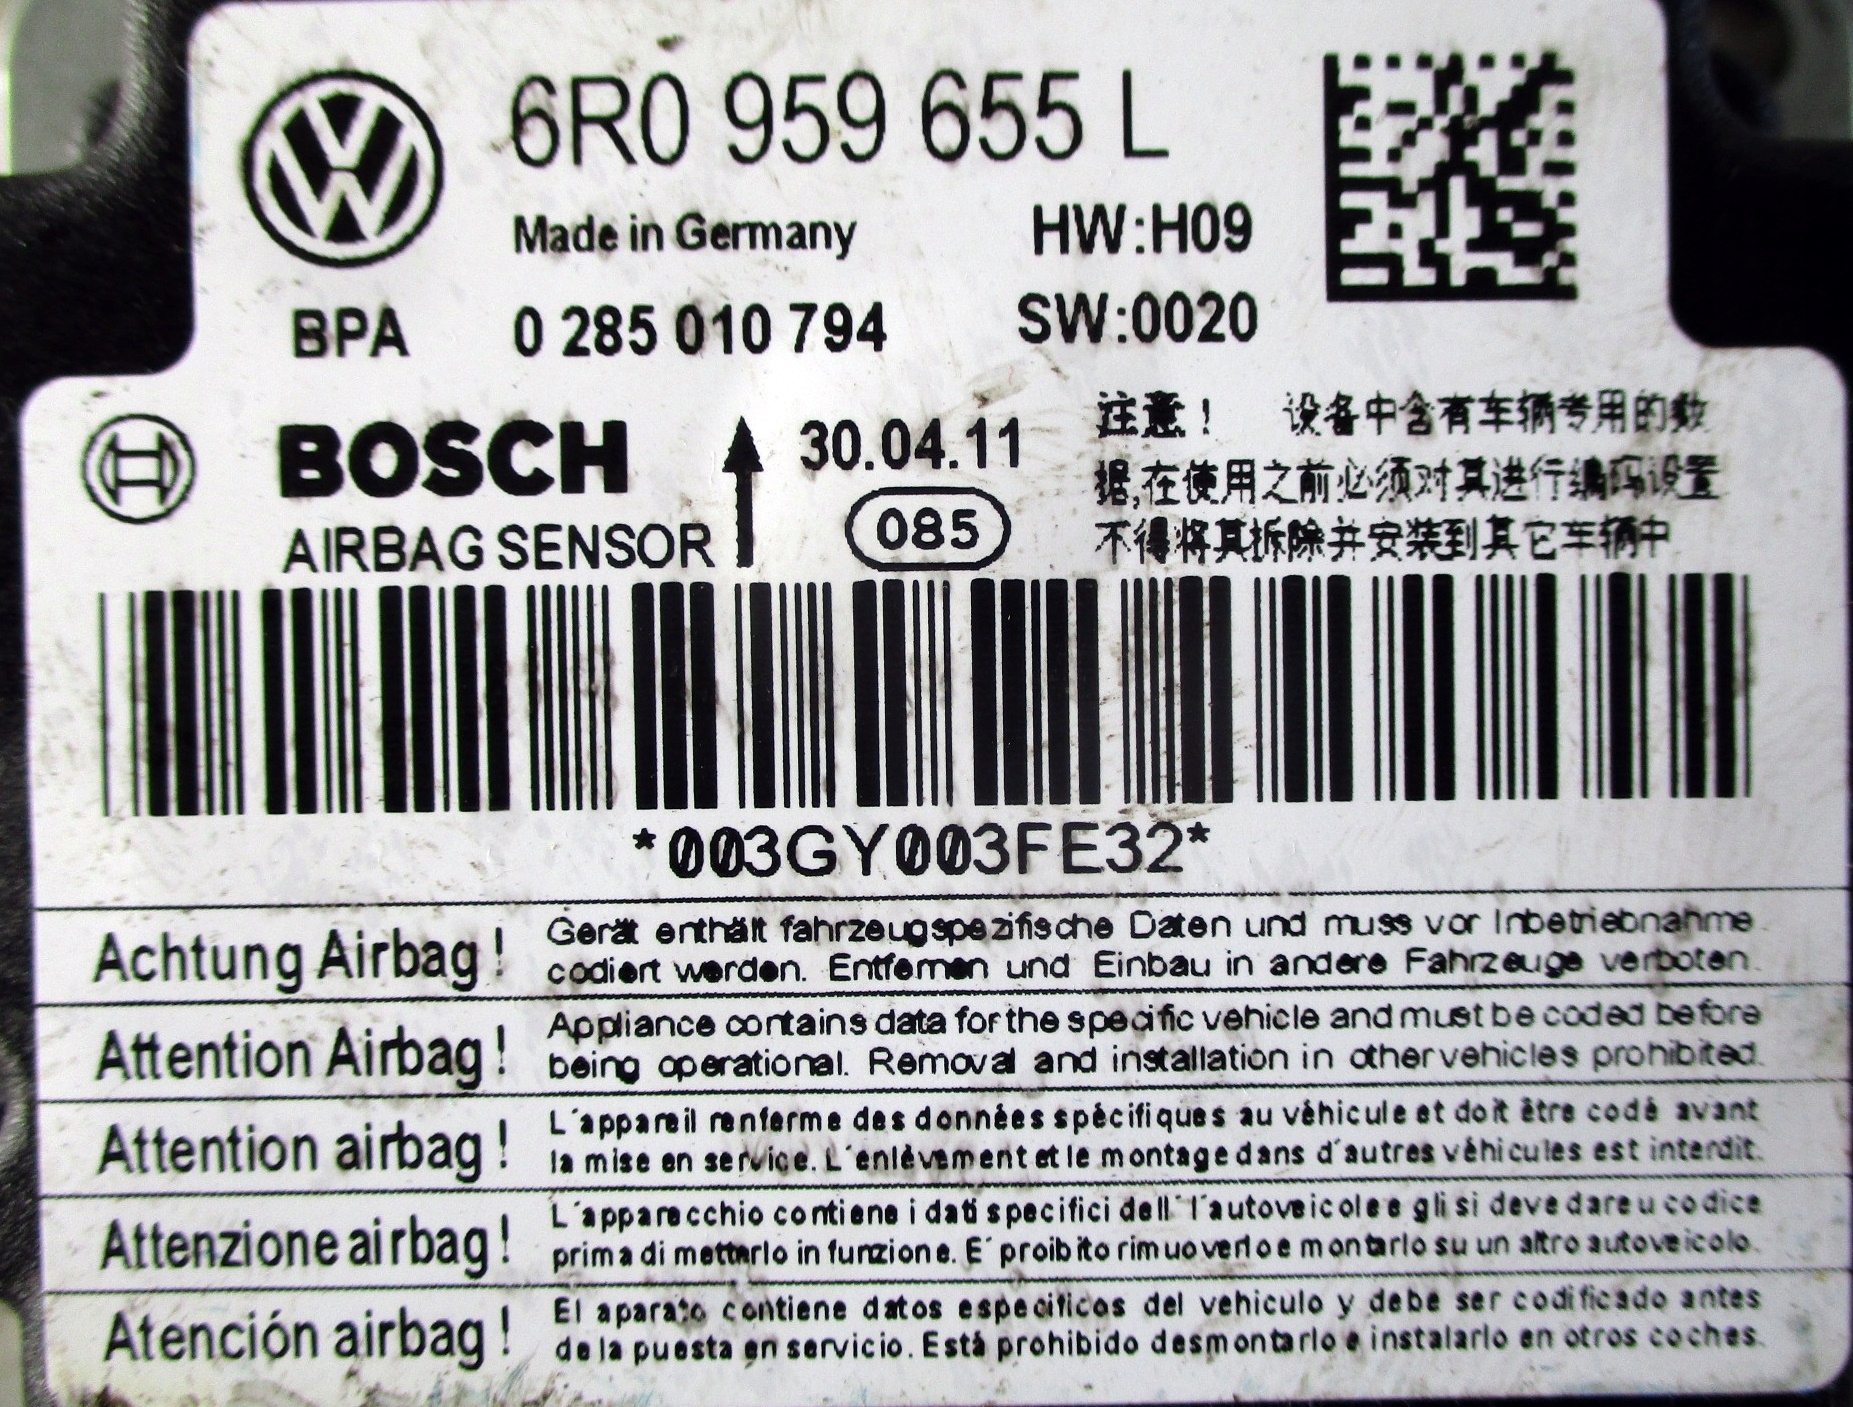 6R0 959 655 L
Made in Germany HW:H09
BPA 0 285 010 794 SW:0020
BOSCH 30.04.11
AIRBAG SENSOR 085
注意！ 设备中含有车辆专用的数
据,在使用之前必须对其进行编码设置
不得将其拆除并安装到其它车辆中
*003GY003FE32*
Achtung Airbag! Gerät enthält fahrzeugspezifische Daten und muss vor Inbetriebnahme
codiert werden. Entfernen und Einbau in andere Fahrzeuge verboten.
Attention Airbag! Appliance contains data for the specific vehicle and must be coded before
being operational. Removal and installation in other vehicles prohibited.
Attention airbag! L´appareil renferme des données spécifiques au véhicule et doit être codé avant
la mise en service. L´enlèvement et le montage dans d´autres véhicules est interdit.
Attenzione airbag! L´apparecchio contiene i dati specifici dell´ l´autoveicolo e gli si deve dare u codice
prima di metterlo in funzione. E´ proibito rimuoverlo e montarlo su un altro autoveicolo.
Atención airbag! El aparato contiene datos especificos del vehiculo y debe ser codificado antes
de la puesta en servicio. Está prohibido desmontarlo e instalarlo en otros coches.